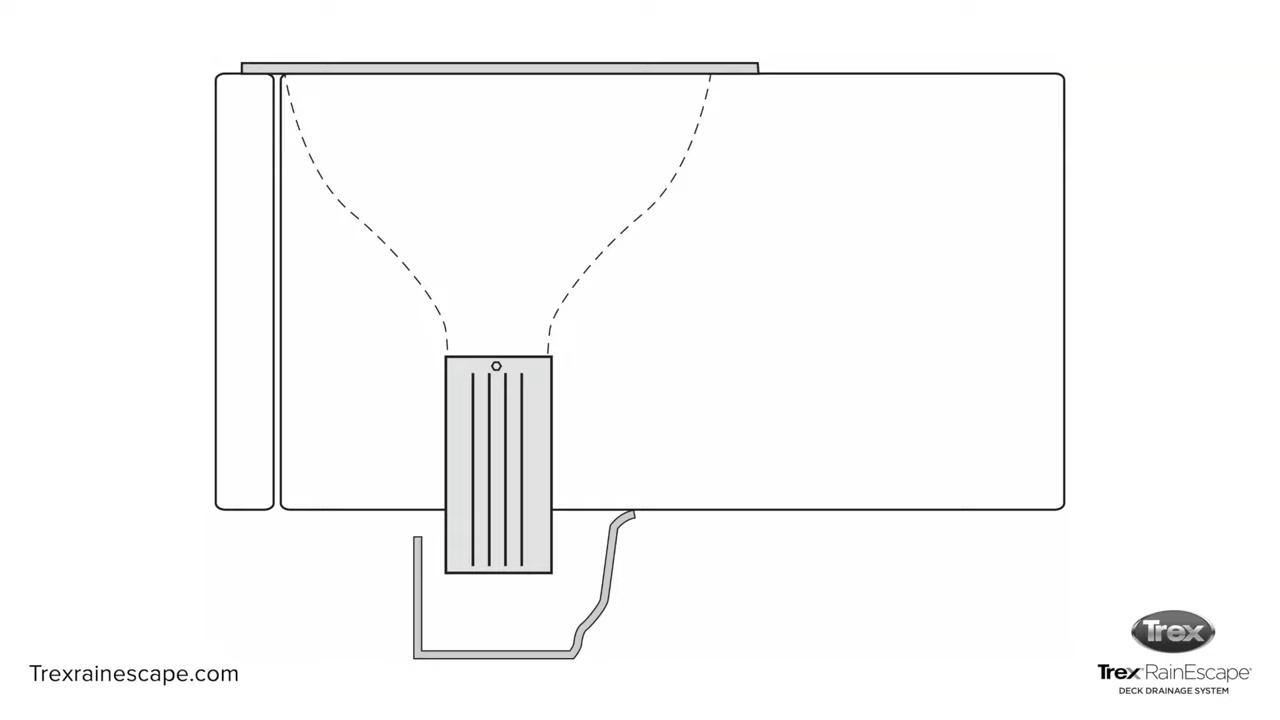 Trexrainescape.com
Trex
Trex RainEscape®
DECK DRAINAGE SYSTEM